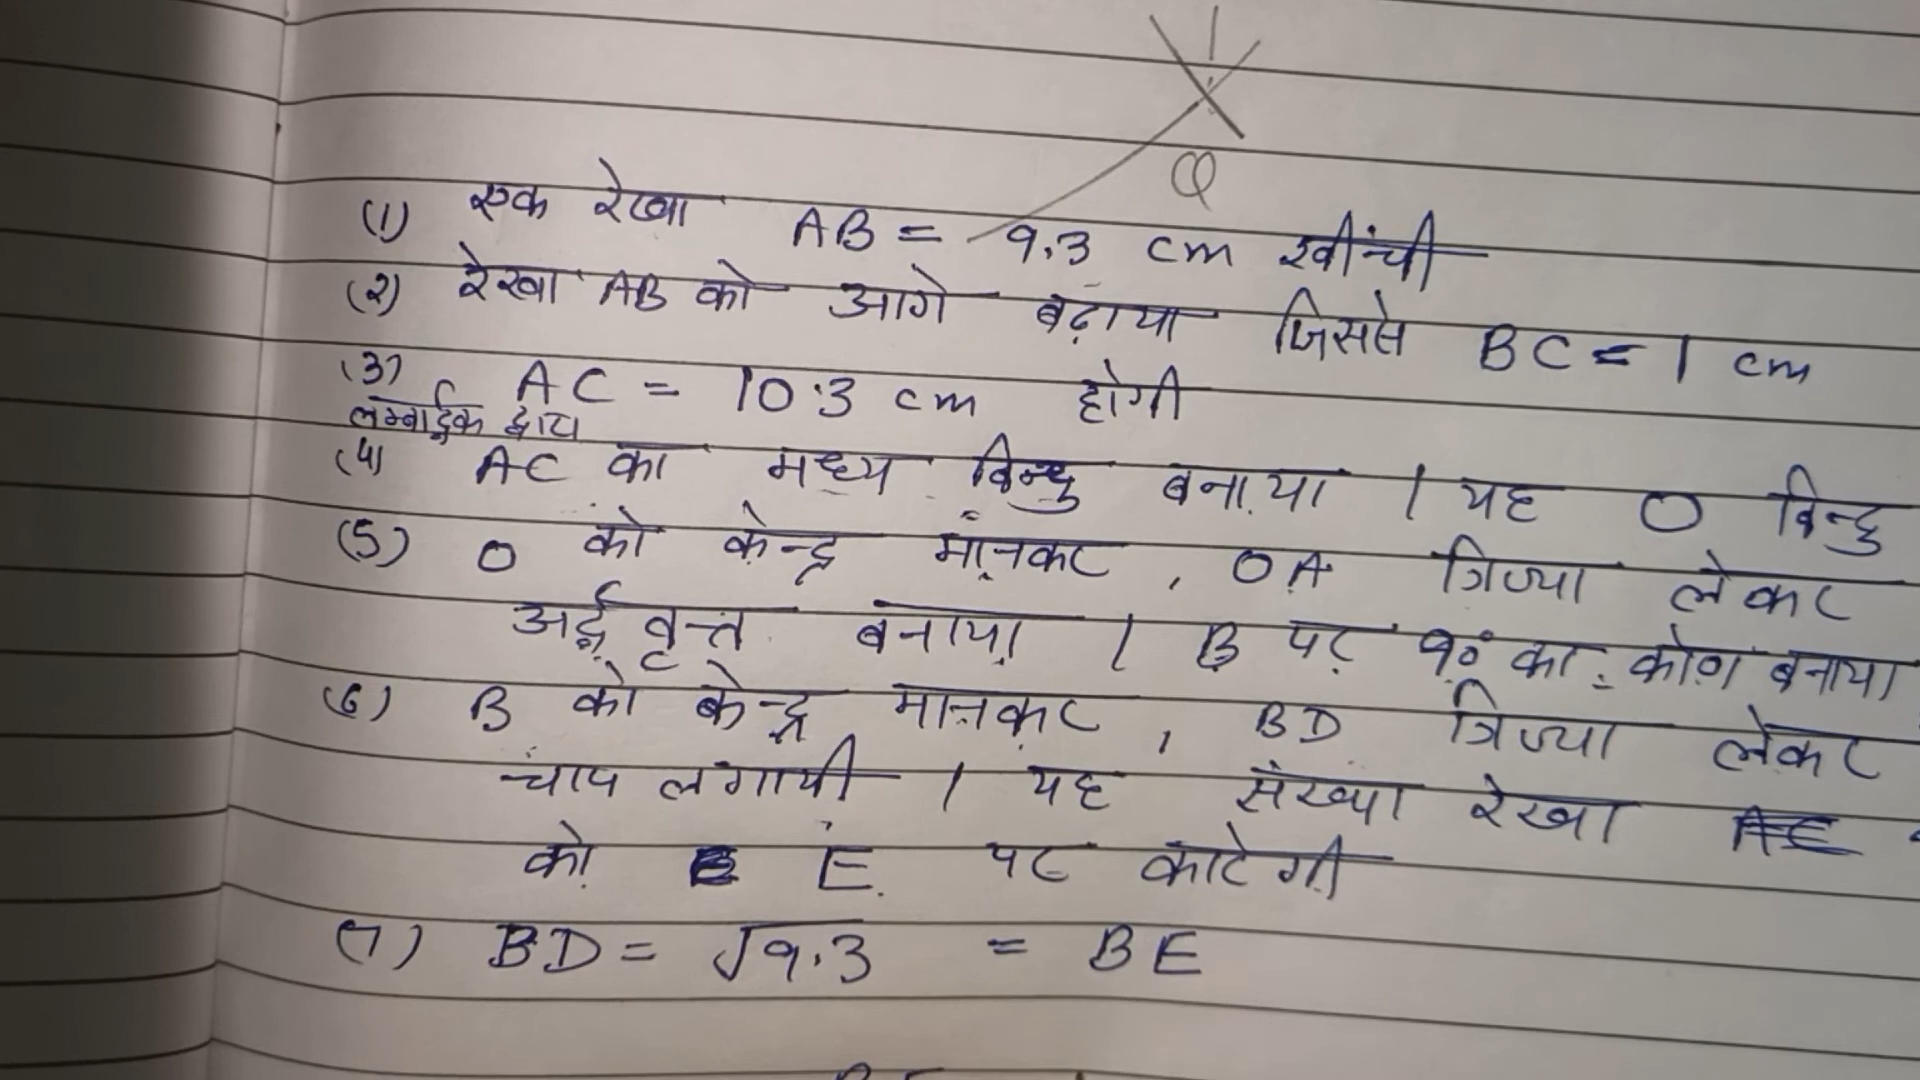 Q
(1) एक रेखा AB = 9.3 cm खींची
(2) रेखा AB को आगे बढ़ाया जिससे BC = 1 cm
(3) AC = 10.3 cm होगी
लम्बार्द्धक द्वारा
(4) AC का मध्य बिन्दु बनाया । यह O बिन्दु
(5) O को केन्द्र मानकर , OA त्रिज्या लेकर
अर्द्ध वृत्त बनाया । B पर 90° का कोण बनाया
(6) B को केन्द्र मानकर , BD त्रिज्या लेकर
चाप लगायी । यह संख्या रेखा
को E पर काटेगी
(7) BD = √9.3 = BE